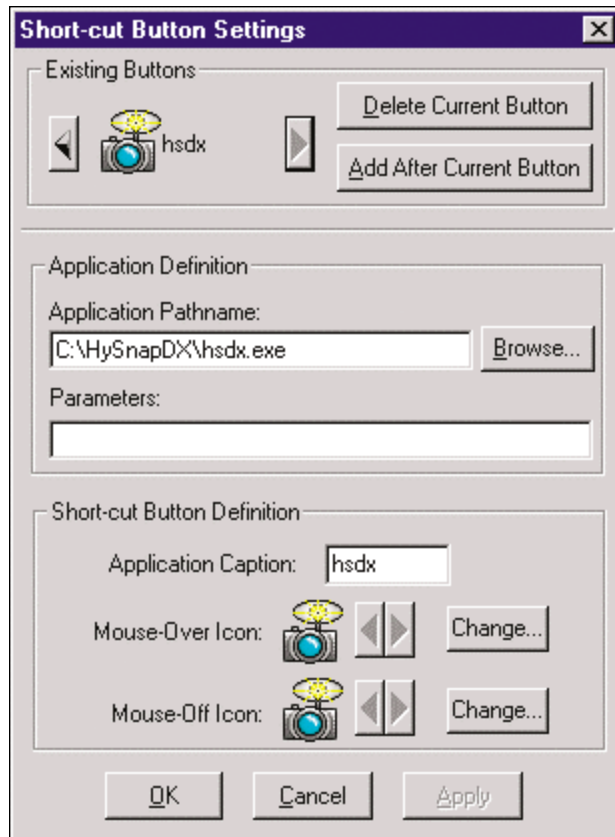 Short-cut Button Settings
Existing Buttons
hsdx
Delete Current Button
Add After Current Button
Application Definition
Application Pathname:
C:\HySnapDX\hsdx.exe
Browse...
Parameters:
Short-cut Button Definition
Application Caption:
hsdx
Mouse-Over Icon:
Change...
Mouse-Off Icon:
Change...
OK
Cancel
Apply